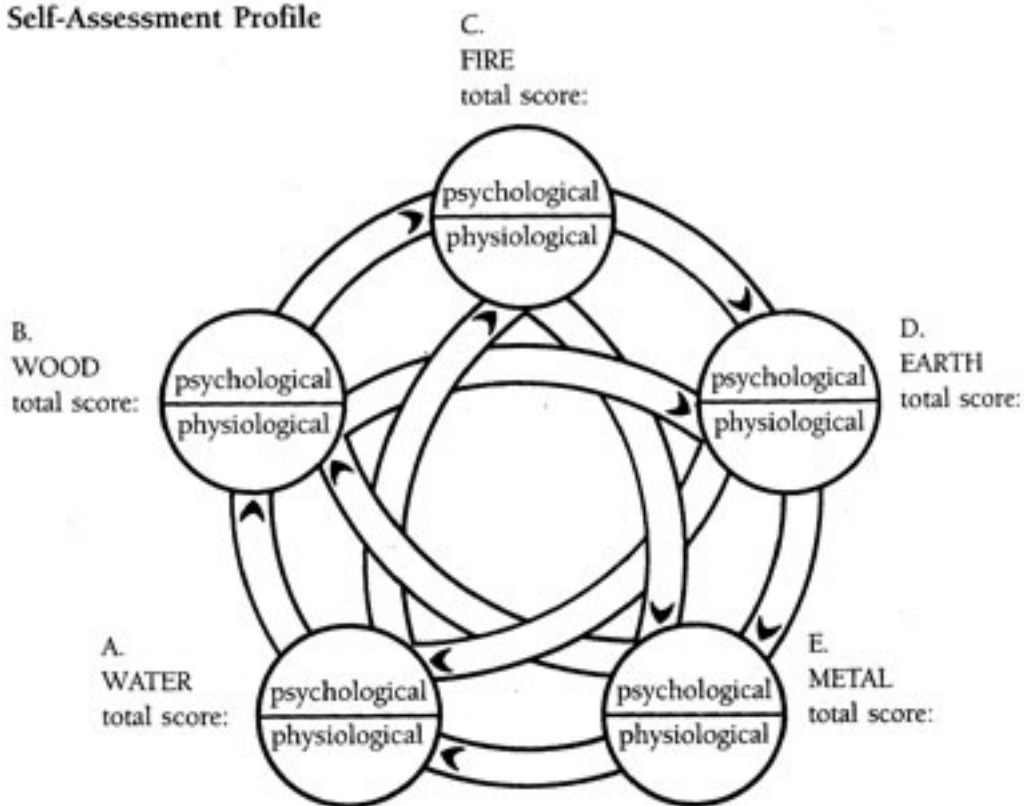 Self-Assessment Profile
C.
FIRE
total score:
psychological
physiological
B.
WOOD
total score:
psychological
physiological
D.
EARTH
total score:
psychological
physiological
A.
WATER
total score:
psychological
physiological
E.
METAL
total score:
psychological
physiological